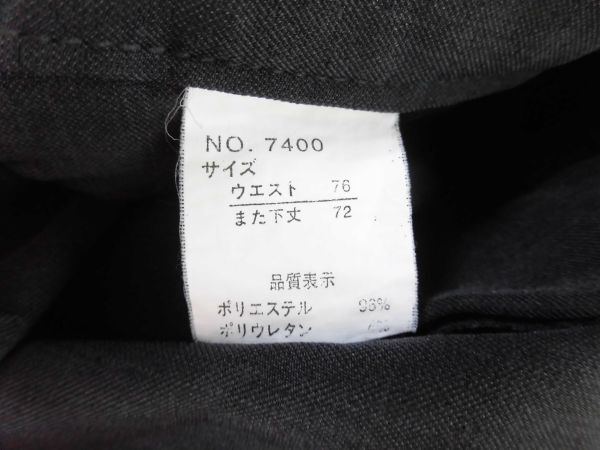 NO. 7400
サイズ
ウエスト 76
また下丈 72
品質表示
ポリエステル 96%
ポリウレタン